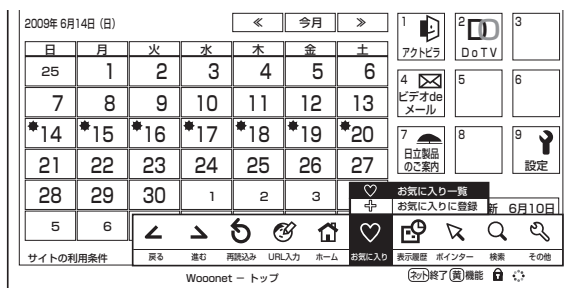 2009年 6月14日（日） ≪ 今月 ≫
日 月 火 水 木 金 土
25 1 2 3 4 5 6
7 8 9 10 11 12 13
14 15 16 17 18 19 20
21 22 23 24 25 26 27
28 29 30 1 2 3
5 6
サイトの利用条件
1
アクトビラ
2
DoTV
3
4
ビデオde
メール
5
6
7
日立製品
のご案内
8
9
設定
お気に入り一覧
お気に入りに登録
新 6月10日
戻る 進む 再読込み URL入力 ホーム お気に入り 表示履歴 ポインター 検索 その他
Wooonet － トップ
ネット終了 黄機能